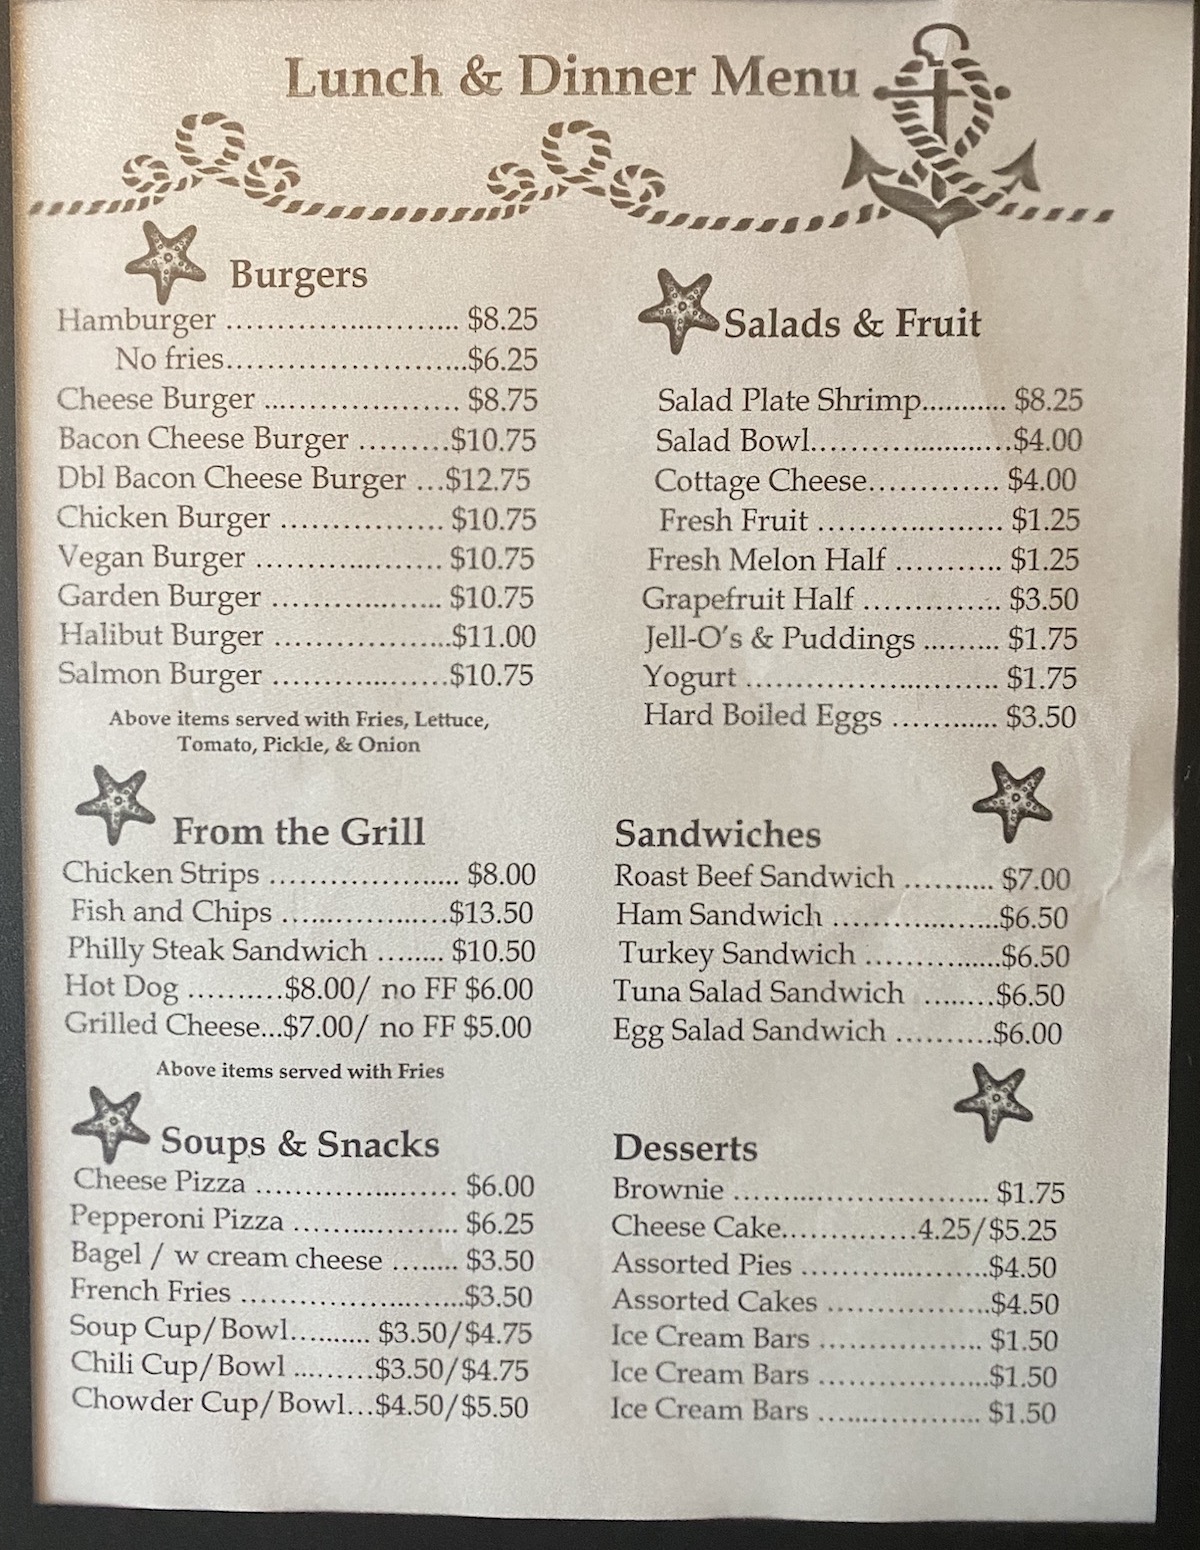 Lunch & Dinner Menu
Burgers
Hamburger ........................... $8.25
No fries...........................$6.25
Cheese Burger ...................... $8.75
Bacon Cheese Burger .........$10.75
Dbl Bacon Cheese Burger ...$12.75
Chicken Burger ................. $10.75
Vegan Burger .................... $10.75
Garden Burger .................. $10.75
Halibut Burger ...................$11.00
Salmon Burger ...................$10.75
Above items served with Fries, Lettuce,
Tomato, Pickle, & Onion
From the Grill
Chicken Strips ...................... $8.00
Fish and Chips ...................$13.50
Philly Steak Sandwich ........ $10.50
Hot Dog ..........$8.00/ no FF $6.00
Grilled Cheese...$7.00/ no FF $5.00
Above items served with Fries
Soups & Snacks
Cheese Pizza ....................... $6.00
Pepperoni Pizza .................. $6.25
Bagel / w cream cheese ........ $3.50
French Fries .........................$3.50
Soup Cup/Bowl.......... $3.50/$4.75
Chili Cup/Bowl .........$3.50/$4.75
Chowder Cup/Bowl...$4.50/$5.50
Salads & Fruit
Salad Plate Shrimp........... $8.25
Salad Bowl.......................$4.00
Cottage Cheese.............. $4.00
Fresh Fruit ..................... $1.25
Fresh Melon Half ........... $1.25
Grapefruit Half .............. $3.50
Jell-O's & Puddings ......... $1.75
Yogurt ............................ $1.75
Hard Boiled Eggs ............ $3.50
Sandwiches
Roast Beef Sandwich .......... $7.00
Ham Sandwich ...................$6.50
Turkey Sandwich ...............$6.50
Tuna Salad Sandwich ........$6.50
Egg Salad Sandwich ..........$6.00
Desserts
Brownie ............................. $1.75
Cheese Cake...............4.25/$5.25
Assorted Pies .....................$4.50
Assorted Cakes ..................$4.50
Ice Cream Bars .................. $1.50
Ice Cream Bars ...................$1.50
Ice Cream Bars .................. $1.50